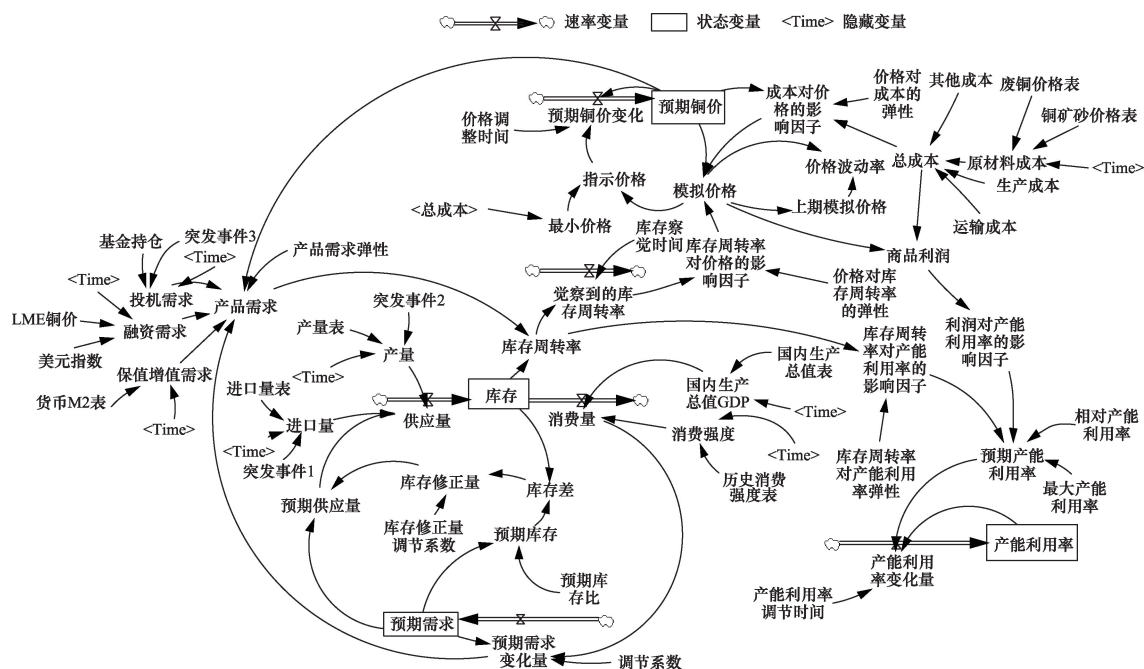 速率变量
状态变量
<Time>
隐藏变量
预期铜价变化
预期铜价
价格调
整时间
成本对价
格的影
响因子
价格对
成本的
弹性
其他成本
废铜价格表
铜矿砂价格表
总成本
原材料成本
<Time>
生产成本
运输成本
价格波动率
上期模拟价格
指示价格
模拟价格
<总成本>
最小价格
库存察
觉时间
库存周转率
对价格的影
响因子
商品利润
价格对库
存周转率
的弹性
觉察到的库
存周转率
基金持仓
突发事件3
<Time>
产品需求弹性
<Time>
投机需求
产品需求
LME铜价
融资需求
美元指数
保值增值需求
货币M2表
<Time>
突发事件2
产量表
产量
<Time>
库存周转率
利润对产能
利用率的影
响因子
库存周转
率对产能
利用率的
影响因子
国内生产
总值表
国内生产
总值GDP
<Time>
进口量表
进口量
<Time>
突发事件1
供应量
库存
消费量
消费强度
<Time>
历史消费
强度表
库存周转率
对产能利用
率弹性
相对产能
利用率
预期产能
利用率
最大产能
利用率
预期供应量
库存修正量
库存差
库存修正量
调节系数
预期库存
预期库
存比
产能利用率
产能利用
率变化量
产能利用率
调节时间
预期需求
预期需求
变化量
调节系数